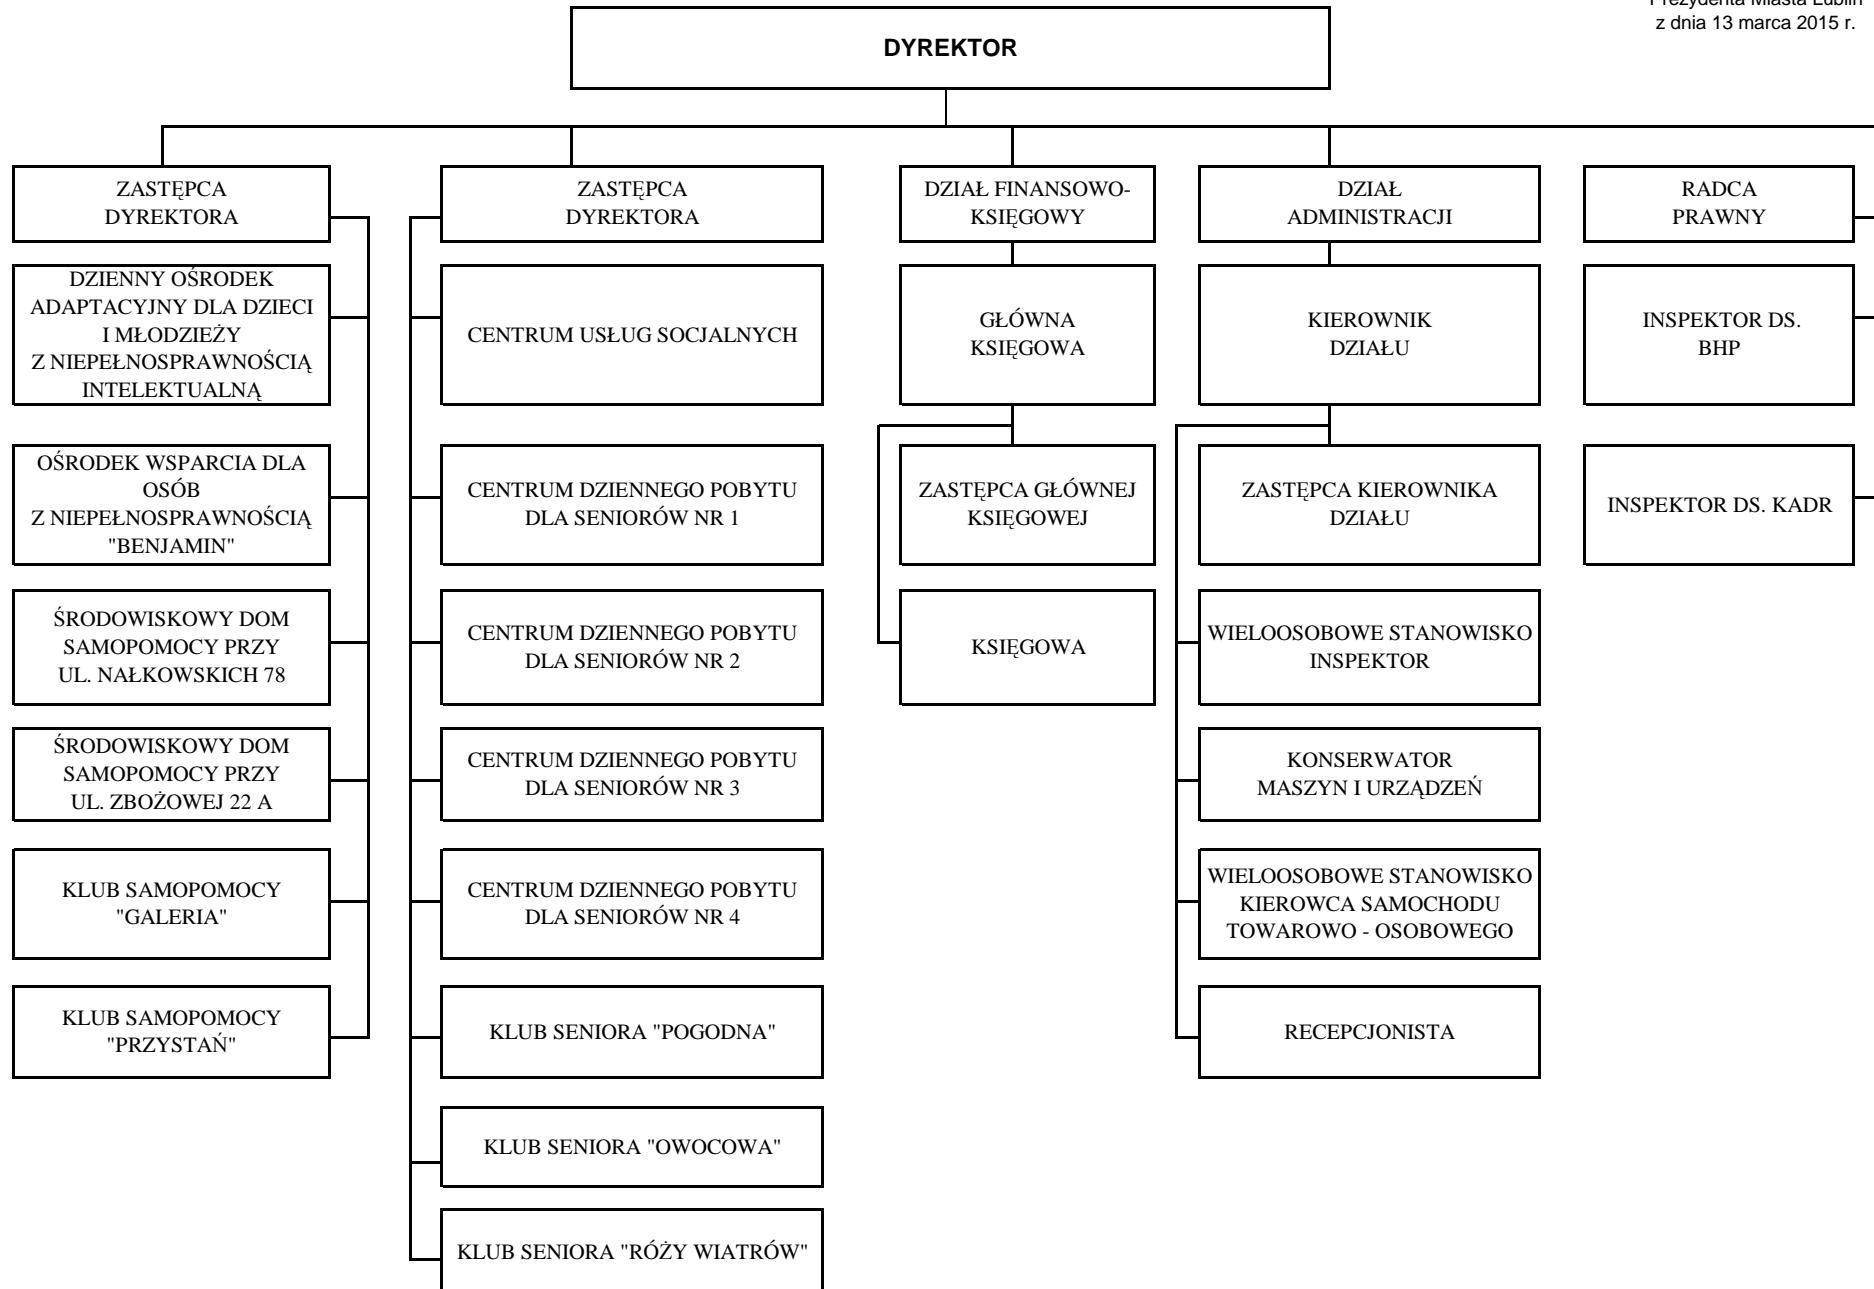 Prezydenta Miasta Lublin
z dnia 13 marca 2015 r.
DYREKTOR
ZASTĘPCA
DYREKTORA
ZASTĘPCA
DYREKTORA
DZIAŁ FINANSOWO-
KSIĘGOWY
DZIAŁ
ADMINISTRACJI
RADCA
PRAWNY
DZIENNY OŚRODEK
ADAPTACYJNY DLA DZIECI
I MŁODZIEŻY
Z NIEPEŁNOSPRAWNOŚCIĄ
INTELEKTUALNĄ
CENTRUM USŁUG SOCJALNYCH
GŁÓWNA
KSIĘGOWA
KIEROWNIK
DZIAŁU
INSPEKTOR DS.
BHP
OŚRODEK WSPARCIA DLA
OSÓB
Z NIEPEŁNOSPRAWNOŚCIĄ
"BENJAMIN"
CENTRUM DZIENNEGO POBYTU
DLA SENIORÓW NR 1
ZASTĘPCA GŁÓWNEJ
KSIĘGOWEJ
ZASTĘPCA KIEROWNIKA
DZIAŁU
INSPEKTOR DS. KADR
ŚRODOWISKOWY DOM
SAMOPOMOCY PRZY
UL. NAŁKOWSKICH 78
CENTRUM DZIENNEGO POBYTU
DLA SENIORÓW NR 2
KSIĘGOWA
WIELOOSOBOWE STANOWISKO
INSPEKTOR
ŚRODOWISKOWY DOM
SAMOPOMOCY PRZY
UL. ZBOŻOWEJ 22 A
CENTRUM DZIENNEGO POBYTU
DLA SENIORÓW NR 3
KONSERWATOR
MASZYN I URZĄDZEŃ
KLUB SAMOPOMOCY
"GALERIA"
CENTRUM DZIENNEGO POBYTU
DLA SENIORÓW NR 4
WIELOOSOBOWE STANOWISKO
KIEROWCA SAMOCHODU
TOWAROWO - OSOBOWEGO
KLUB SAMOPOMOCY
"PRZYSTAŃ"
KLUB SENIORA "POGODNA"
RECEPCJONISTA
KLUB SENIORA "OWOCOWA"
KLUB SENIORA "RÓŻY WIATRÓW"